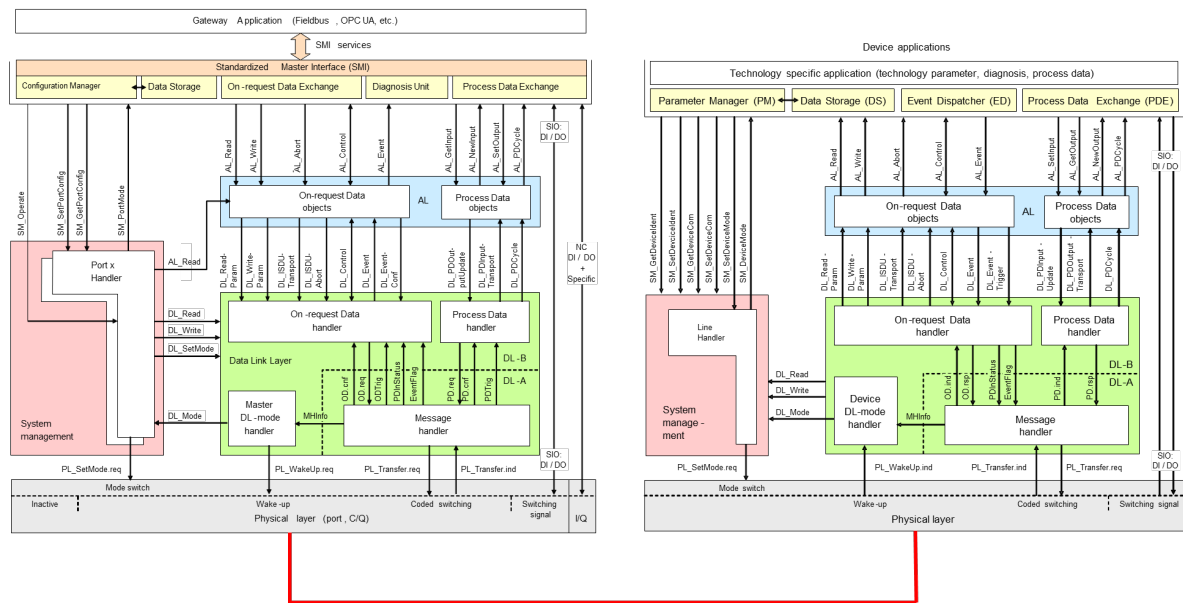 Gateway Application (Fieldbus , OPC UA, etc.)
SMI services
Standardized Master Interface (SMI)
Configuration Manager
Data Storage
On -request Data Exchange
Diagnosis Unit
Process Data Exchange
SIO:
DI / DO
AL_Read
AL_Write
AL_Abort
AL_Control
AL_Event
AL_GetInput
AL_NewInput
AL_SetOutput
AL_PDCycle
SM_Operate
SM_SetPortConfig
SM_GetPortConfig
SM_PortMode
On-request Data
objects
AL
Process Data
objects
AL_Read
NC
DI / DO
+
Specific
Port x
Handler
DL_Read-
Param
DL_Write-
Param
DL_ISDU-
Transport
DL_ISDU-
Abort
DL_Control
DL_Event
DL_Event-
Conf
DL_PDOut-
putUpdate
DL_PDInput-
Transport
DL_PDCycle
DL_Read
DL_Write
DL_SetMode
On -request Data
handler
Process Data
handler
Data Link Layer
DL-B
DL-A
OD.cnf
OD.req
ODTrig
PDInStatus
EventFlag
PD.req
PD.cnf
PDTrig
DL_Mode
Master
DL -mode
handler
MHInfo
Message
handler
System
management
SIO:
DI / DO
PL_SetMode.req
PL_WakeUp.req
PL_Transfer.req
PL_Transfer.ind
Mode switch
Inactive
Wake-up
Coded switching
Switching
signal
Physical layer (port , C/Q)
I/Q
Device applications
Technology specific application (technology parameter, diagnosis, process data)
Parameter Manager (PM)
Data Storage (DS)
Event Dispatcher (ED)
Process Data Exchange (PDE)
SM_GetDeviceIdent
SM_SetDeviceIdent
SM_GetDeviceCom
SM_SetDeviceCom
SM_SetDeviceMode
SM_DeviceMode
AL_Read
AL_Write
AL_Abort
AL_Control
AL_Event
AL_SetInput
AL_GetOutput
AL_NewOutput
AL_PDCycle
SIO:
DI / DO
On-request Data
objects
AL
Process Data
objects
DL_Read -
Param
DL_Write -
Param
DL_ISDU -
Transport
DL_ISDU -
Abort
DL_Control
DL_Event
DL_Event -
Trigger
DL_PDInput -
Update
DL_PDOutput -
Transport
DL_PDCycle
Line
Handler
On-request Data
handler
Process Data
handler
DL-B
DL-A
OD.ind
OD.rsp
PDInStatus
EventFlag
PD.ind
PD.rsp
DL_Read
DL_Write
DL_Mode
Device
DL-mode
handler
MHInfo
Message
handler
System
manage -
ment
SIO:
DI / DO
PL_SetMode.req
PL_WakeUp.ind
PL_Transfer.ind
PL_Transfer.req
Mode switch
Wake-up
Coded switching
Switching signal
Physical layer